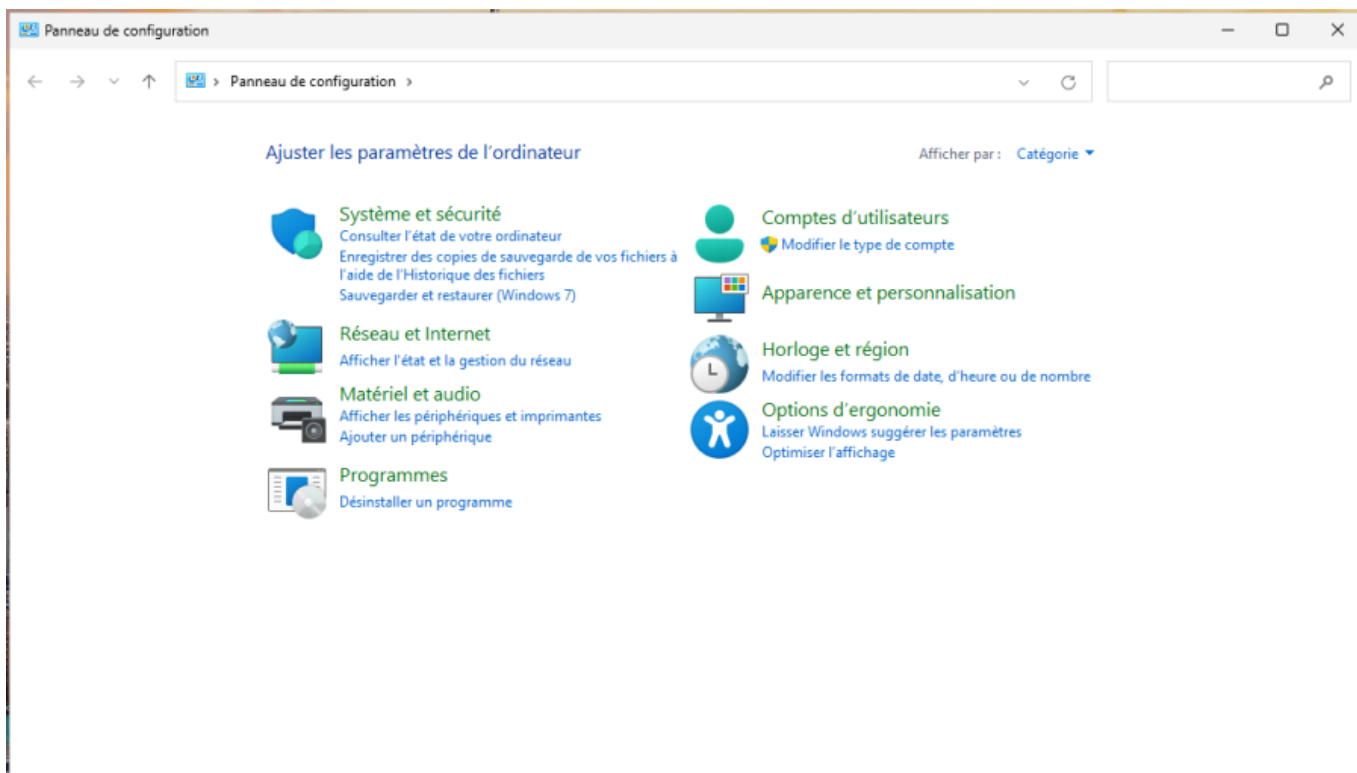 Panneau de configuration
Panneau de configuration
Ajuster les paramètres de l'ordinateur
Afficher par : Catégorie
Système et sécurité
Consulter l'état de votre ordinateur
Enregistrer des copies de sauvegarde de vos fichiers à
l'aide de l'Historique des fichiers
Sauvegarder et restaurer (Windows 7)
Réseau et Internet
Afficher l'état et la gestion du réseau
Matériel et audio
Afficher les périphériques et imprimantes
Ajouter un périphérique
Programmes
Désinstaller un programme
Comptes d'utilisateurs
Modifier le type de compte
Apparence et personnalisation
Horloge et région
Modifier les formats de date, d'heure ou de nombre
Options d'ergonomie
Laisser Windows suggérer les paramètres
Optimiser l'affichage